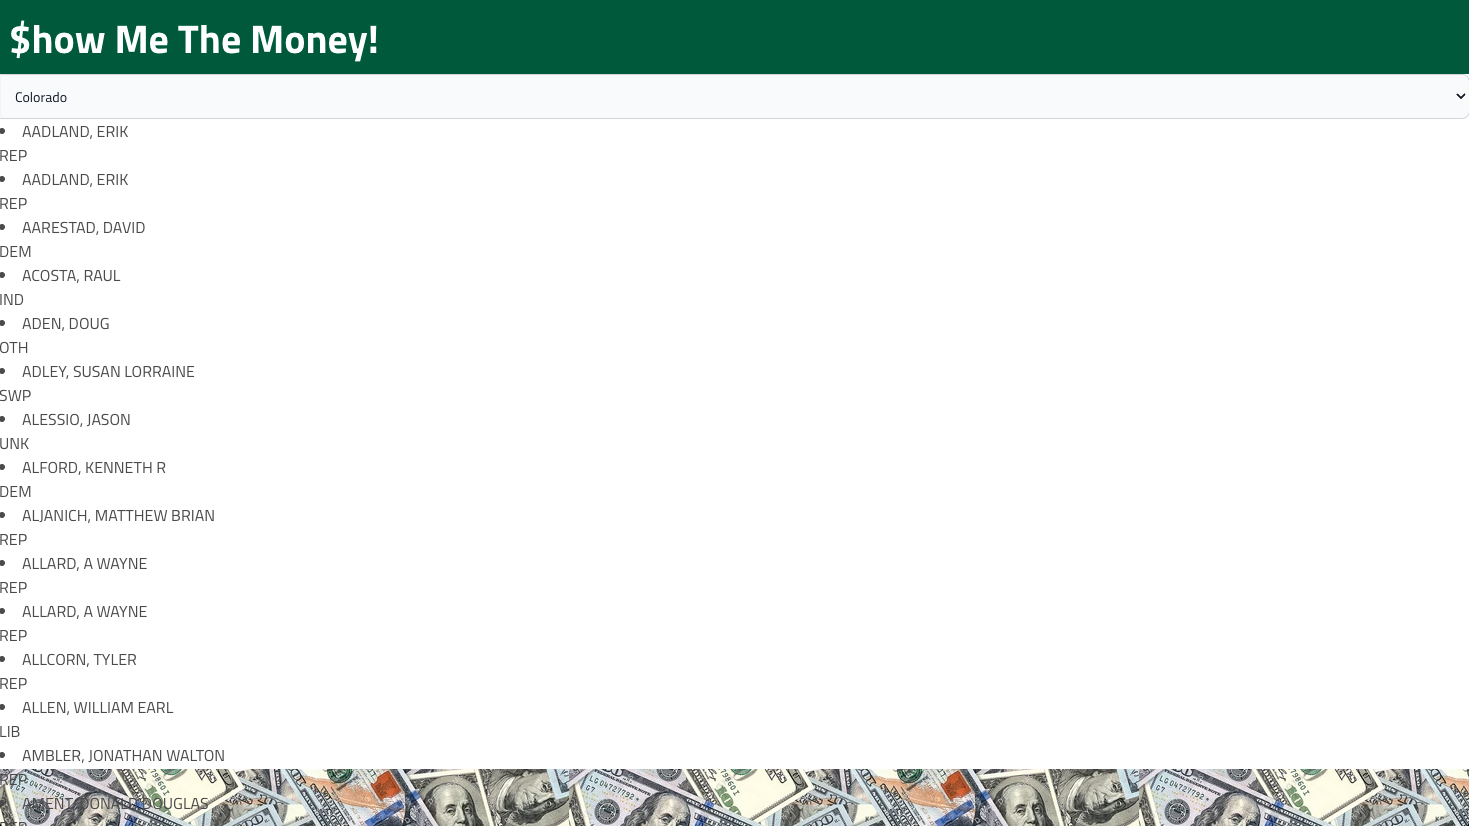 $how Me The Money!
Colorado
AADLAND, ERIK
REP
AADLAND, ERIK
REP
AARESTAD, DAVID
DEM
ACOSTA, RAUL
IND
ADEN, DOUG
OTH
ADLEY, SUSAN LORRAINE
SWP
ALESSIO, JASON
UNK
ALFORD, KENNETH R
DEM
ALJANICH, MATTHEW BRIAN
REP
ALLARD, A WAYNE
REP
ALLARD, A WAYNE
REP
ALLCORN, TYLER
REP
ALLEN, WILLIAM EARL
LIB
AMBLER, JONATHAN WALTON
REP
AMENT, DONALD DOUGLAS